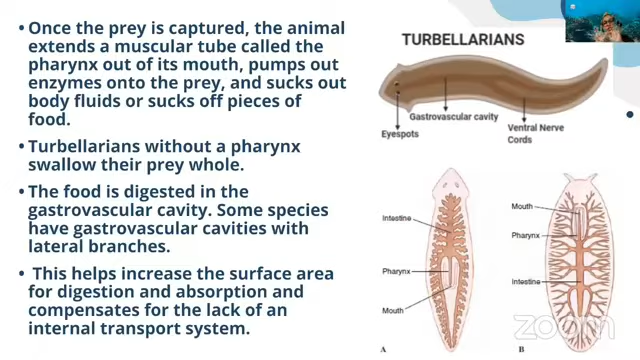 • Once the prey is captured, the animal
extends a muscular tube called the
pharynx out of its mouth, pumps out
enzymes onto the prey, and sucks out
body fluids or sucks off pieces of
food.
• Turbellarians without a pharynx
swallow their prey whole.
• The food is digested in the
gastrovascular cavity. Some species
have gastrovascular cavities with
lateral branches.
• This helps increase the surface area
for digestion and absorption and
compensates for the lack of an
internal transport system.
TURBELLARIANS
Gastrovascular cavity
Eyespots
Ventral Nerve
Cords
Intestine
Pharynx
Mouth
A
Mouth
Pharynx
Intestine
B
zoom